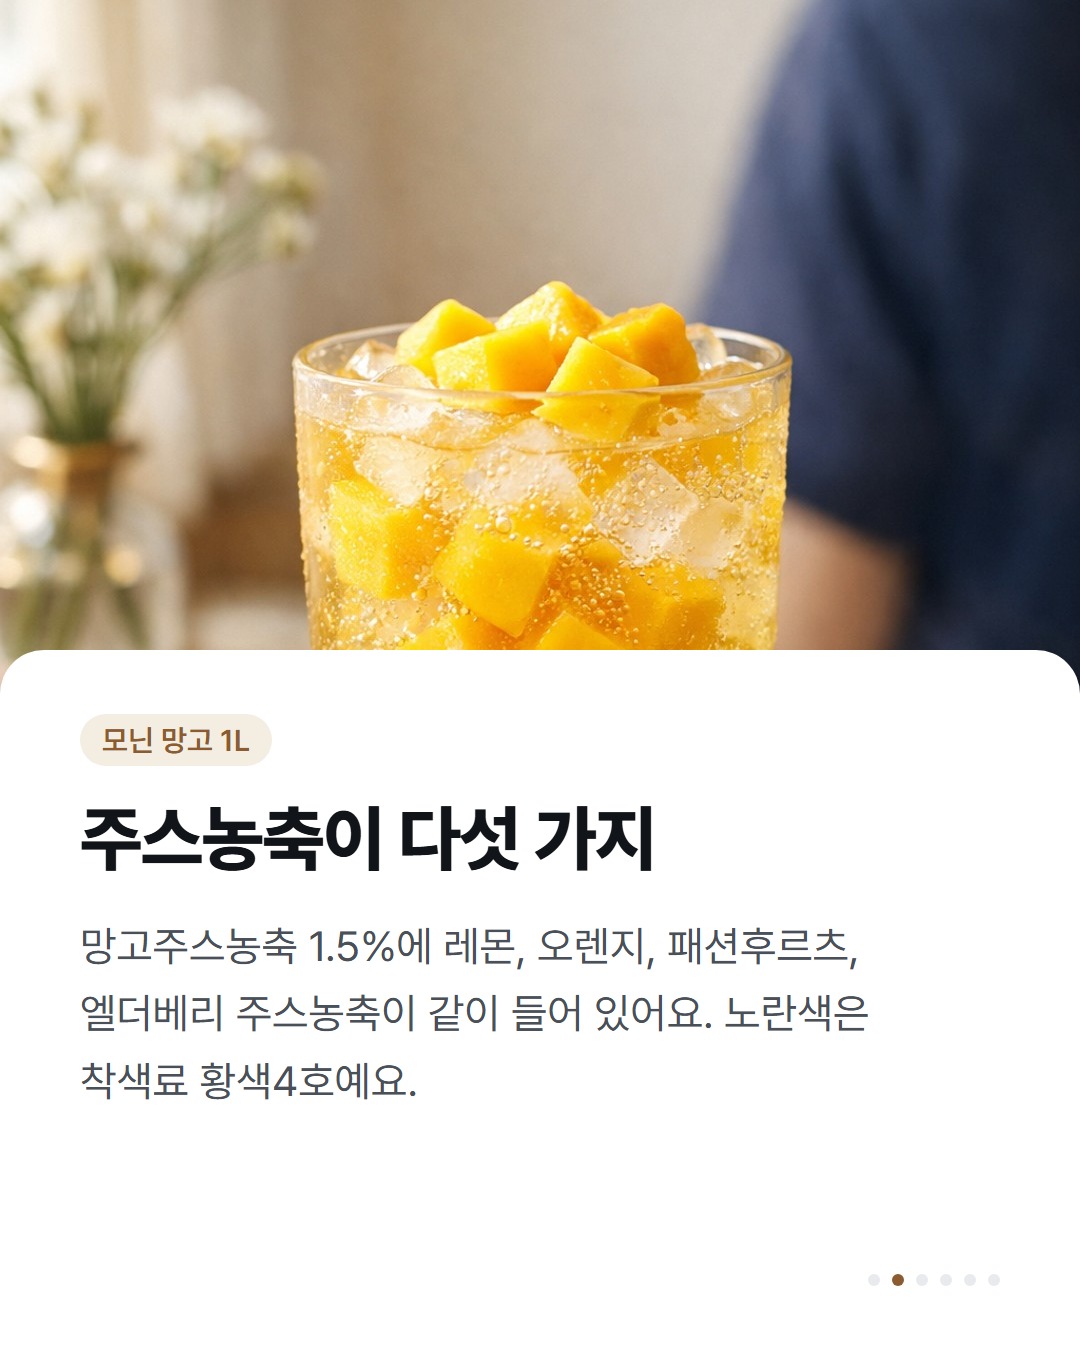 모닌 망고 1L
주스농축이 다섯 가지
망고주스농축 1.5%에 레몬, 오렌지, 패션후르츠,
엘더베리 주스농축이 같이 들어 있어요. 노란색은
착색료 황색4호예요.